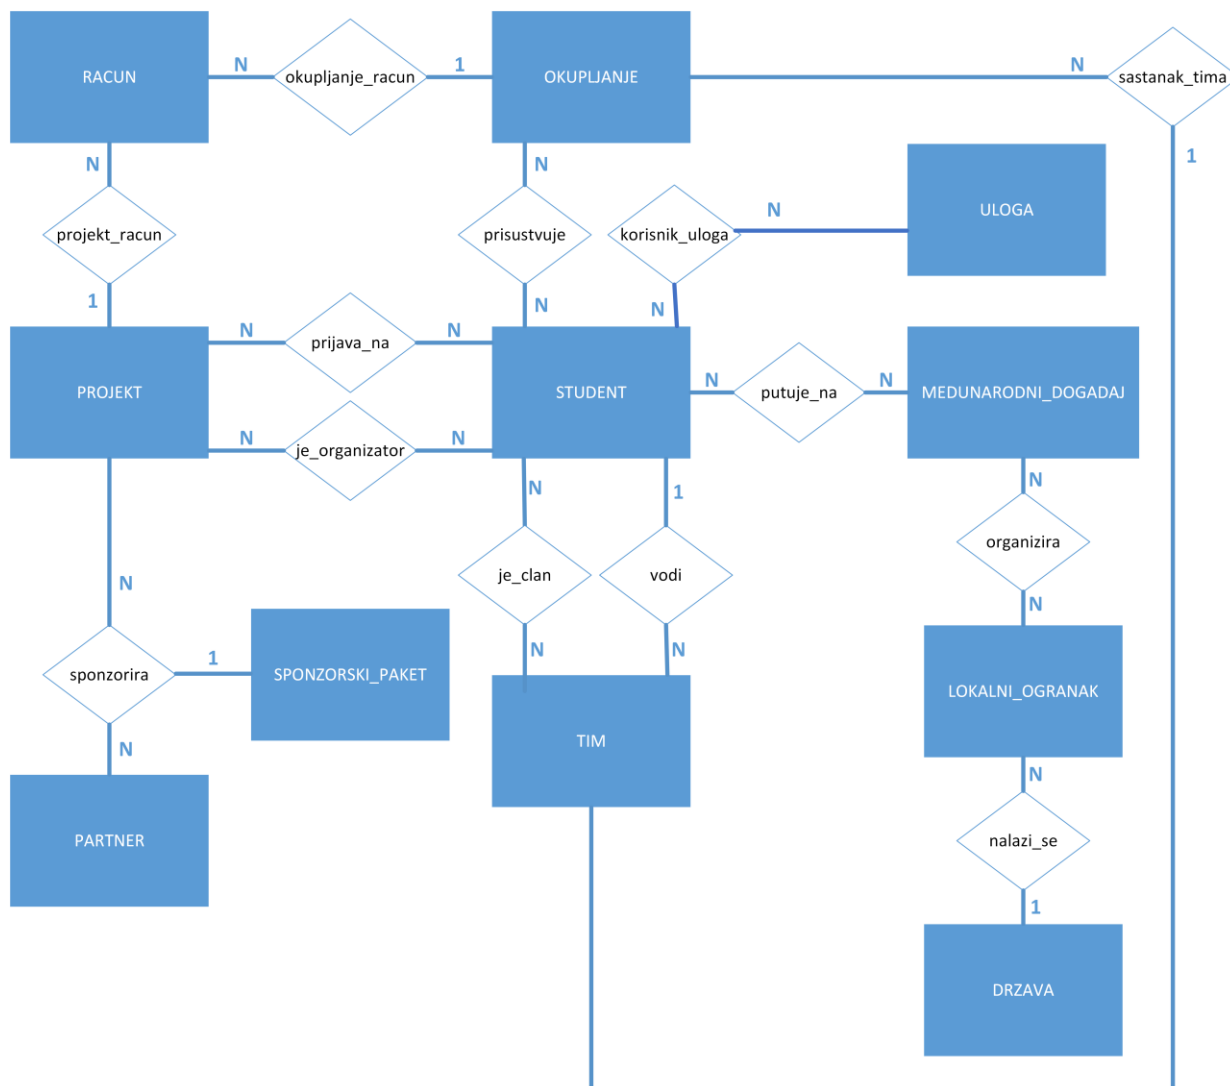 RACUN
N
okupljanje_racun
1
OKUPLJANJE
N
sastanak_tima
N
N
1
projekt_racun
prisustvuje
korisnik_uloga
N
ULOGA
1
N
N
PROJEKT
N
prijava_na
N
STUDENT
N
putuje_na
N
MEDUNARODNI_DOGADAJ
N
je_organizator
N
N
1
N
organizira
N
je_clan
vodi
N
N
N
sponzorira
1
SPONZORSKI_PAKET
LOKALNI_OGRANAK
N
TIM
N
PARTNER
nalazi_se
1
DRZAVA